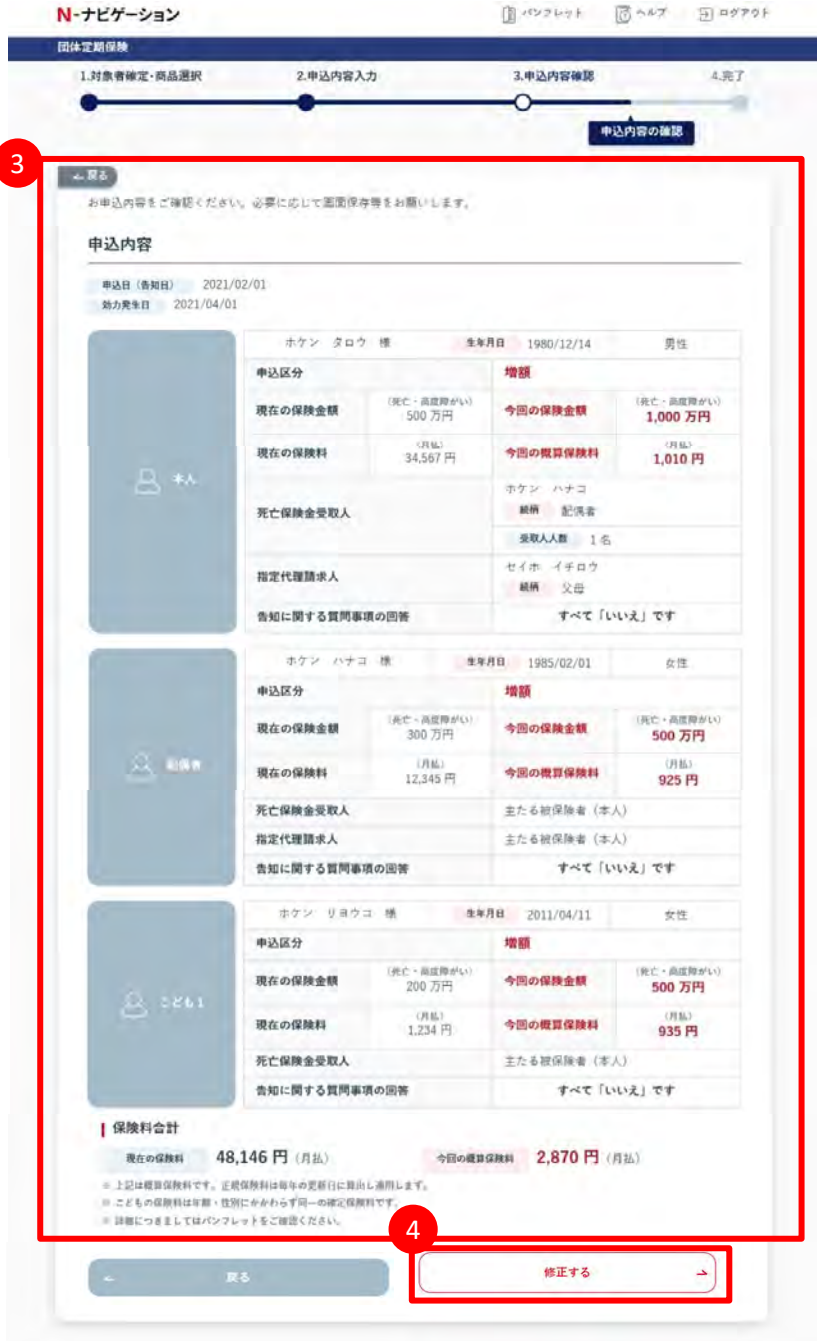 N-ナビゲーション
パンフレット ヘルプ ログアウト
団体定期保険
1.対象者確定・商品選択 2.申込内容入力 3.申込内容確認 4.完了
申込内容の確認
3
戻る
お申込内容をご確認ください。必要に応じて画面保存等をお願いします。
申込内容
申込日（告知日） 2021/02/01
効力発生日 2021/04/01
本人
ホケン タロウ 様 生年月日 1980/12/14 男性
申込区分 増額
現在の保険金額 （死亡・高度障がい） 500 万円 今回の保険金額 （死亡・高度障がい） 1,000 万円
現在の保険料 （月払） 34,567 円 今回の概算保険料 （月払） 1,010 円
死亡保険金受取人 ホケン ハナコ
続柄 配偶者
受取人人数 1 名
指定代理請求人 セイホ イチロウ
続柄 父母
告知に関する質問事項の回答 すべて「いいえ」です
配偶者
ホケン ハナコ 様 生年月日 1985/02/01 女性
申込区分 増額
現在の保険金額 （死亡・高度障がい） 300 万円 今回の保険金額 （死亡・高度障がい） 500 万円
現在の保険料 （月払） 12,345 円 今回の概算保険料 （月払） 925 円
死亡保険金受取人 主たる被保険者（本人）
指定代理請求人 主たる被保険者（本人）
告知に関する質問事項の回答 すべて「いいえ」です
こども1
ホケン リョウコ 様 生年月日 2011/04/11 女性
申込区分 増額
現在の保険金額 （死亡・高度障がい） 200 万円 今回の保険金額 （死亡・高度障がい） 500 万円
現在の保険料 （月払） 1,234 円 今回の概算保険料 （月払） 935 円
死亡保険金受取人 主たる被保険者（本人）
告知に関する質問事項の回答 すべて「いいえ」です
保険料合計
現在の保険料 48,146 円（月払） 今回の概算保険料 2,870 円（月払）
※ 上記は概算保険料です。正規保険料は毎年の更新日に算出し適用します。
※ こどもの保険料は年齢・性別にかかわらず同一の確定保険料です。
※ 詳細につきましてはパンフレットをご確認ください。
4
戻る 修正する